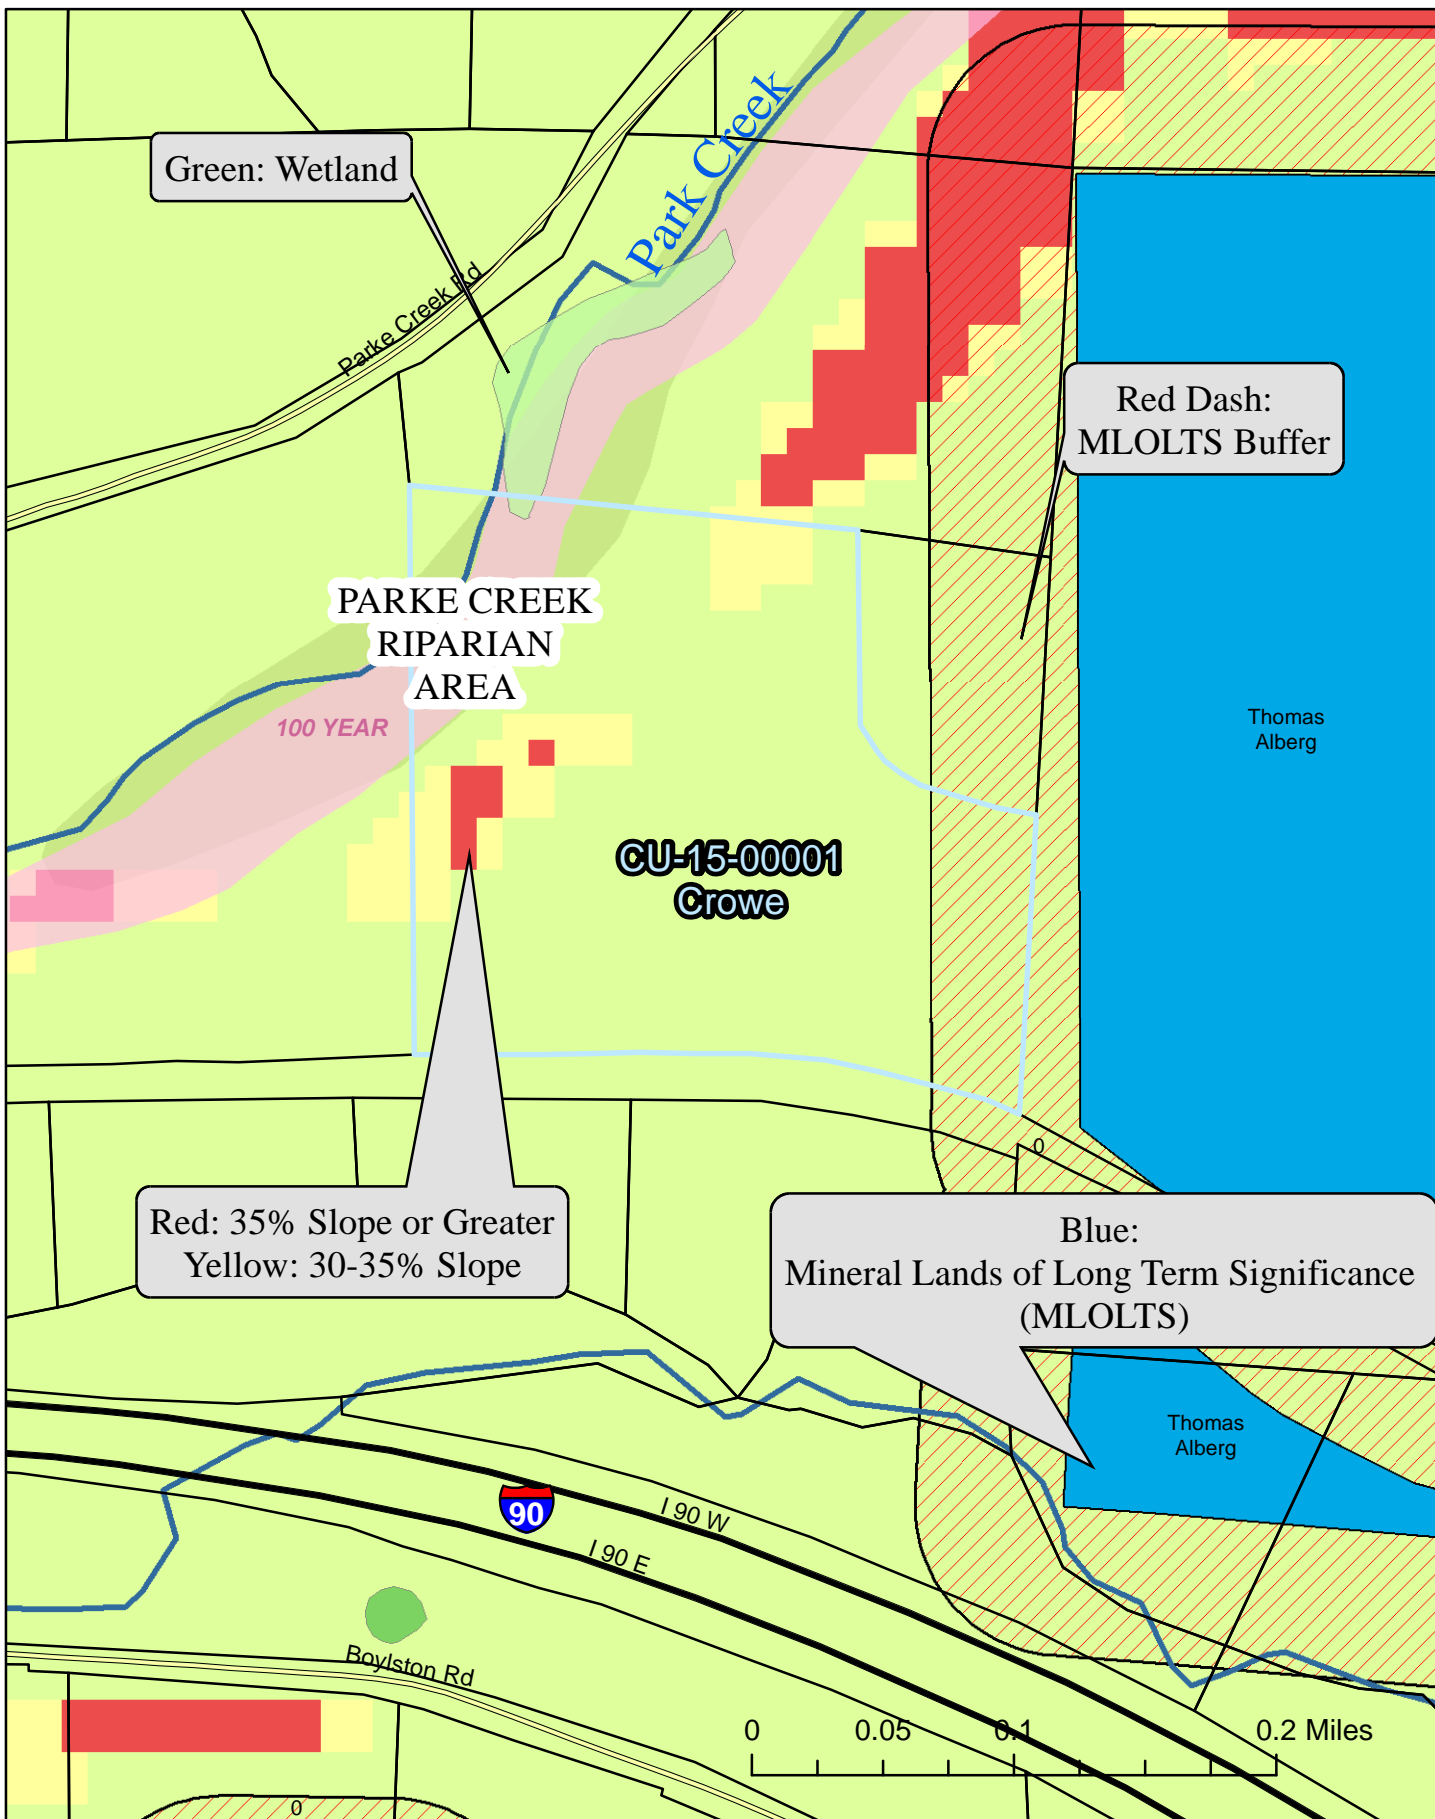 Park Creek
Green: Wetland
Parke Creek Rd
Red Dash:
MLOLTS Buffer
PARKE CREEK
RIPARIAN
AREA
100 YEAR
Thomas
Alberg
CU-15-00001
Crowe
0
Red: 35% Slope or Greater
Yellow: 30-35% Slope
Blue:
Mineral Lands of Long Term Significance
(MLOLTS)
Thomas
Alberg
90
I 90 W
I 90 E
Boylston Rd
0 0.05 0.1 0.2 Miles
0